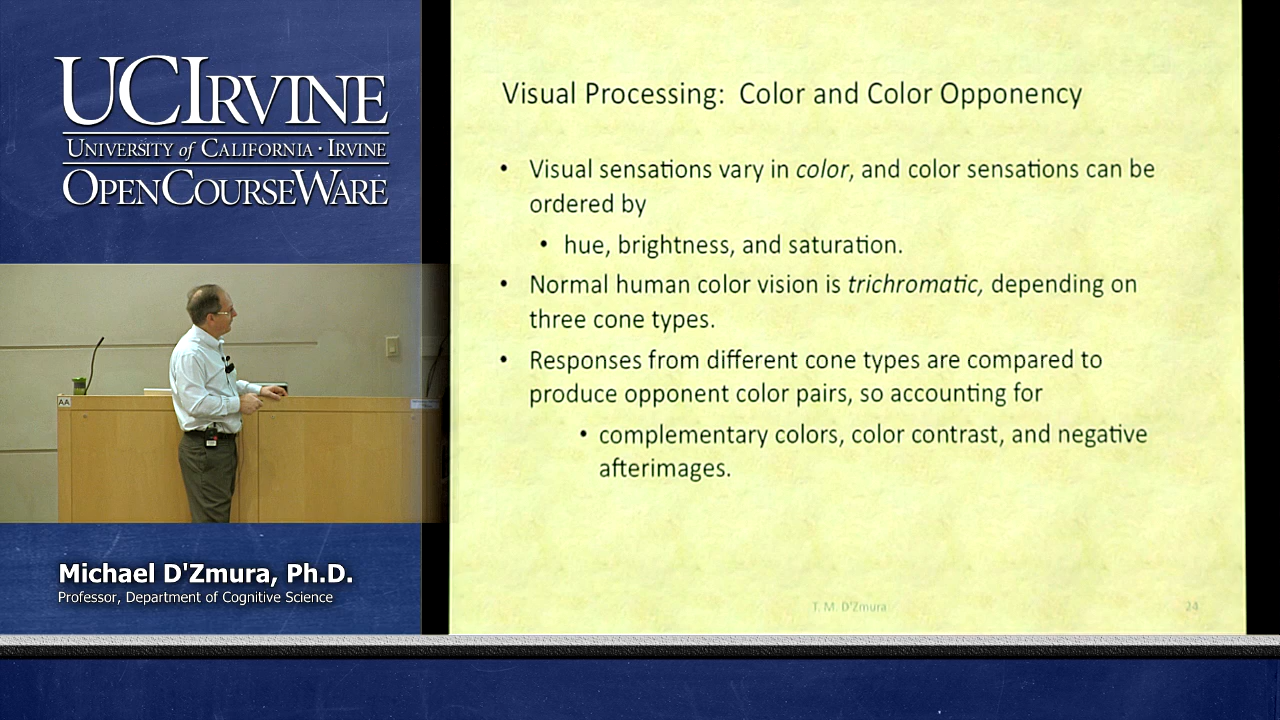 UCIRVINE
UNIVERSITY of CALIFORNIA · IRVINE
OPENCOURSEWARE
AA
Michael D'Zmura, Ph.D.
Professor, Department of Cognitive Science
Visual Processing: Color and Color Opponency
• Visual sensations vary in color, and color sensations can be
ordered by
• hue, brightness, and saturation.
• Normal human color vision is trichromatic, depending on
three cone types.
• Responses from different cone types are compared to
produce opponent color pairs, so accounting for
• complementary colors, color contrast, and negative
afterimages.
T. M. D'Zmura
24